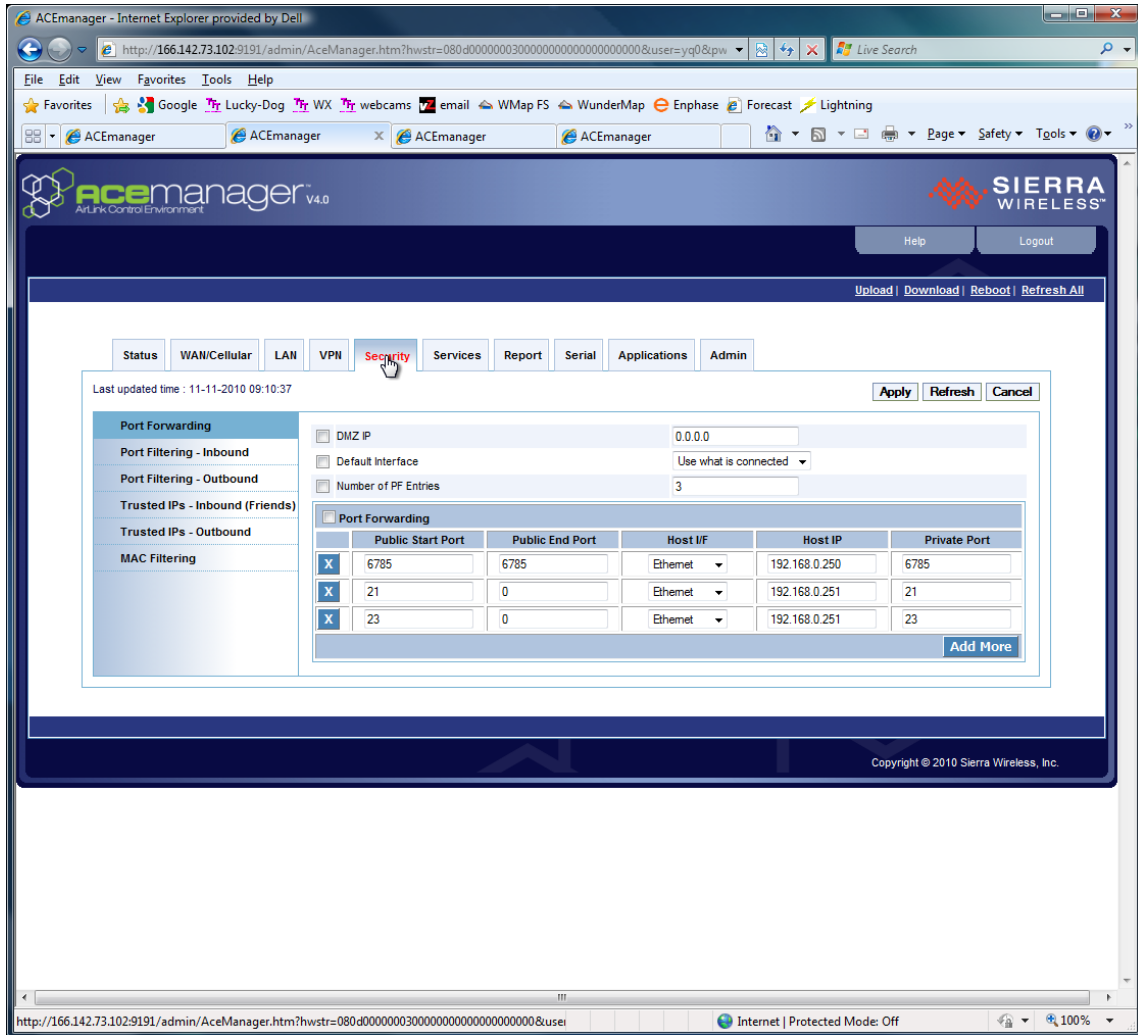 ACEmanager - Internet Explorer provided by Dell
http://166.142.73.102:9191/admin/AceManager.htm?hwstr=080d0000000300000000000000000000&user=yq0&pw
Live Search
File Edit View Favorites Tools Help
Favorites Google Lucky-Dog WX webcams email WMap FS WunderMap Enphase Forecast Lightning
ACEmanager ACEmanager X ACEmanager ACEmanager Page Safety Tools
acemanager™ V4.0
AirLink Control Environment
SIERRA
WIRELESS™
Help Logout
Upload | Download | Reboot | Refresh All
Status WAN/Cellular LAN VPN Security Services Report Serial Applications Admin
Last updated time : 11-11-2010 09:10:37
Apply Refresh Cancel
Port Forwarding
Port Filtering - Inbound
Port Filtering - Outbound
Trusted IPs - Inbound (Friends)
Trusted IPs - Outbound
MAC Filtering
DMZ IP 0.0.0.0
Default Interface Use what is connected
Number of PF Entries 3
Port Forwarding
Public Start Port Public End Port Host I/F Host IP Private Port
X 6785 6785 Ethernet 192.168.0.250 6785
X 21 0 Ethernet 192.168.0.251 21
X 23 0 Ethernet 192.168.0.251 23
Add More
Copyright © 2010 Sierra Wireless, Inc.
http://166.142.73.102:9191/admin/AceManager.htm?hwstr=080d0000000300000000000000000000&user
Internet | Protected Mode: Off
100%